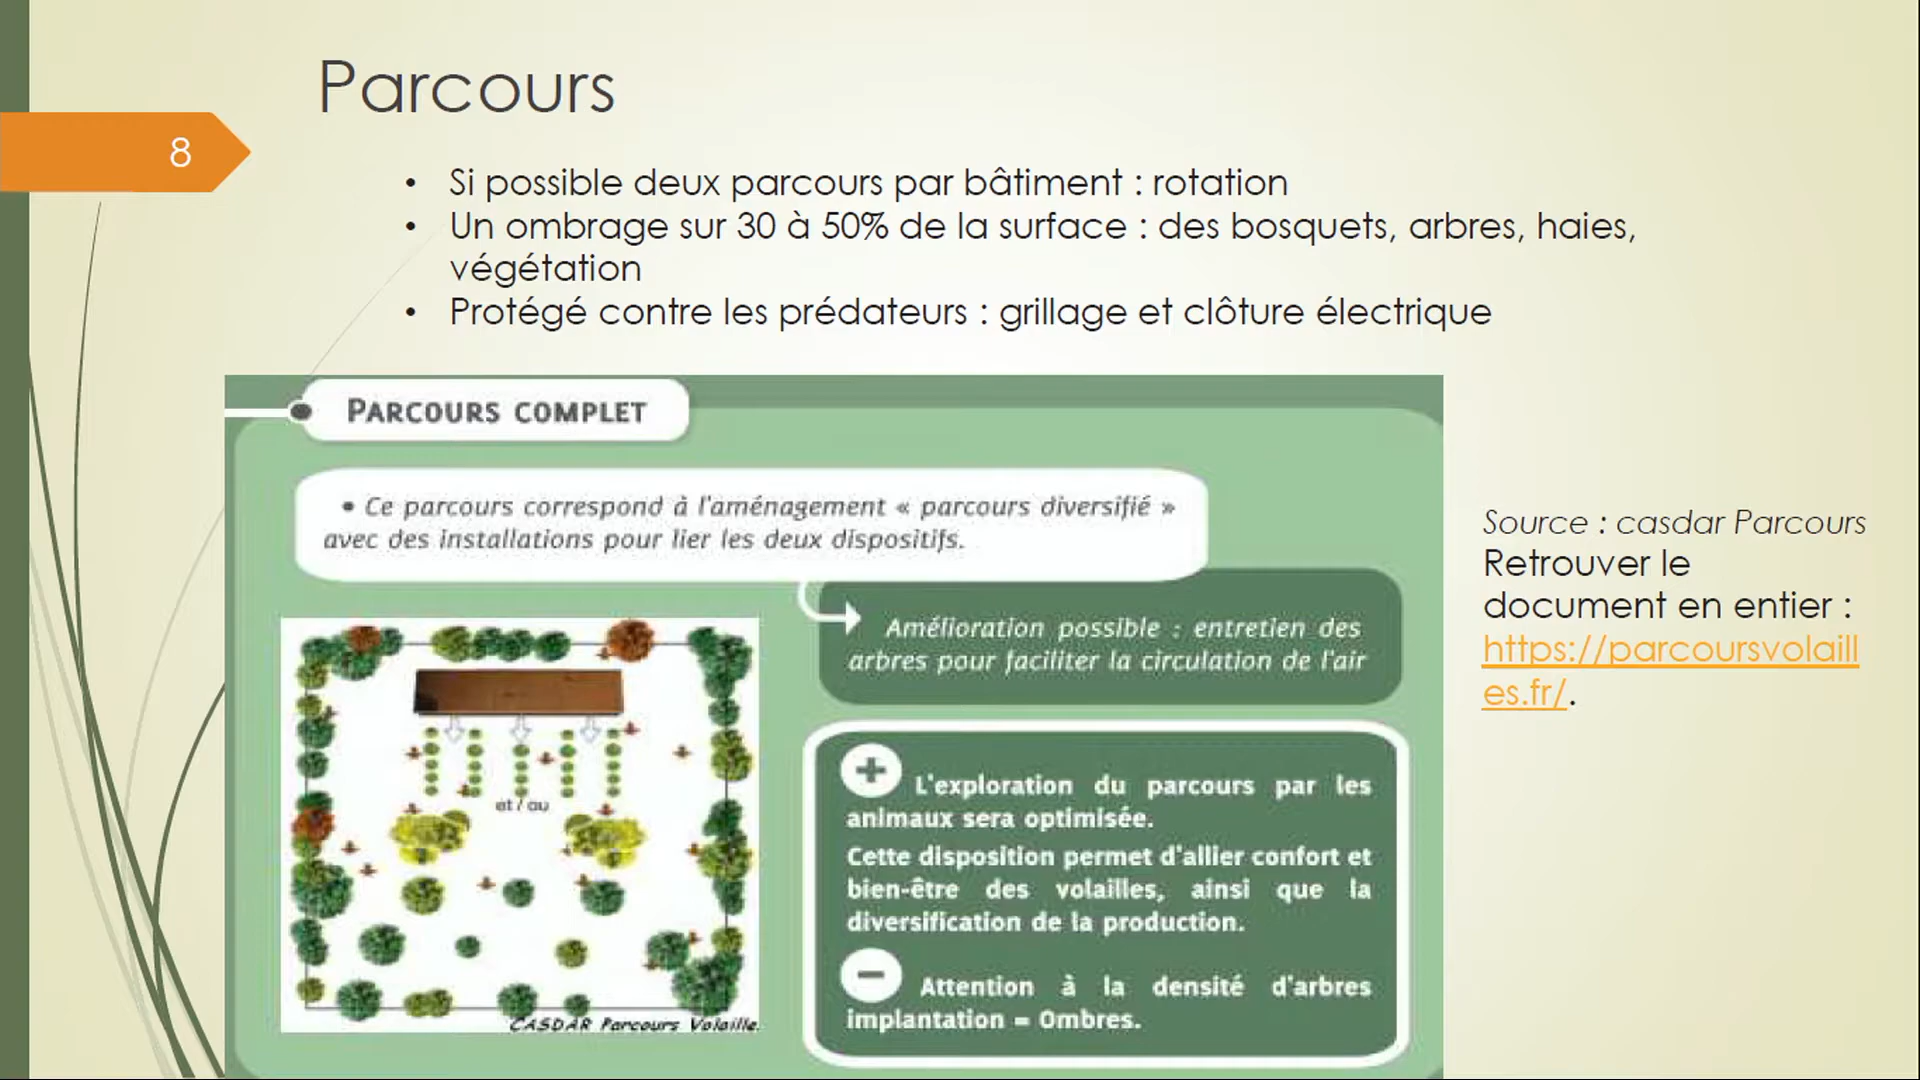 Parcours
8
• Si possible deux parcours par bâtiment : rotation
• Un ombrage sur 30 à 50% de la surface : des bosquets, arbres, haies,
végétation
• Protégé contre les prédateurs : grillage et clôture électrique
PARCOURS COMPLET
• Ce parcours correspond à l'aménagement « parcours diversifié »
avec des installations pour lier les deux dispositifs.
Amélioration possible : entretien des
arbres pour faciliter la circulation de l'air
et / ou
CASDAR Parcours Volaille
+ L'exploration du parcours par les
animaux sera optimisée.
Cette disposition permet d'allier confort et
bien-être des volailles, ainsi que la
diversification de la production.
− Attention à la densité d'arbres
implantation = Ombres.
Source : casdar Parcours
Retrouver le
document en entier :
https://parcoursvolaill
es.fr/.